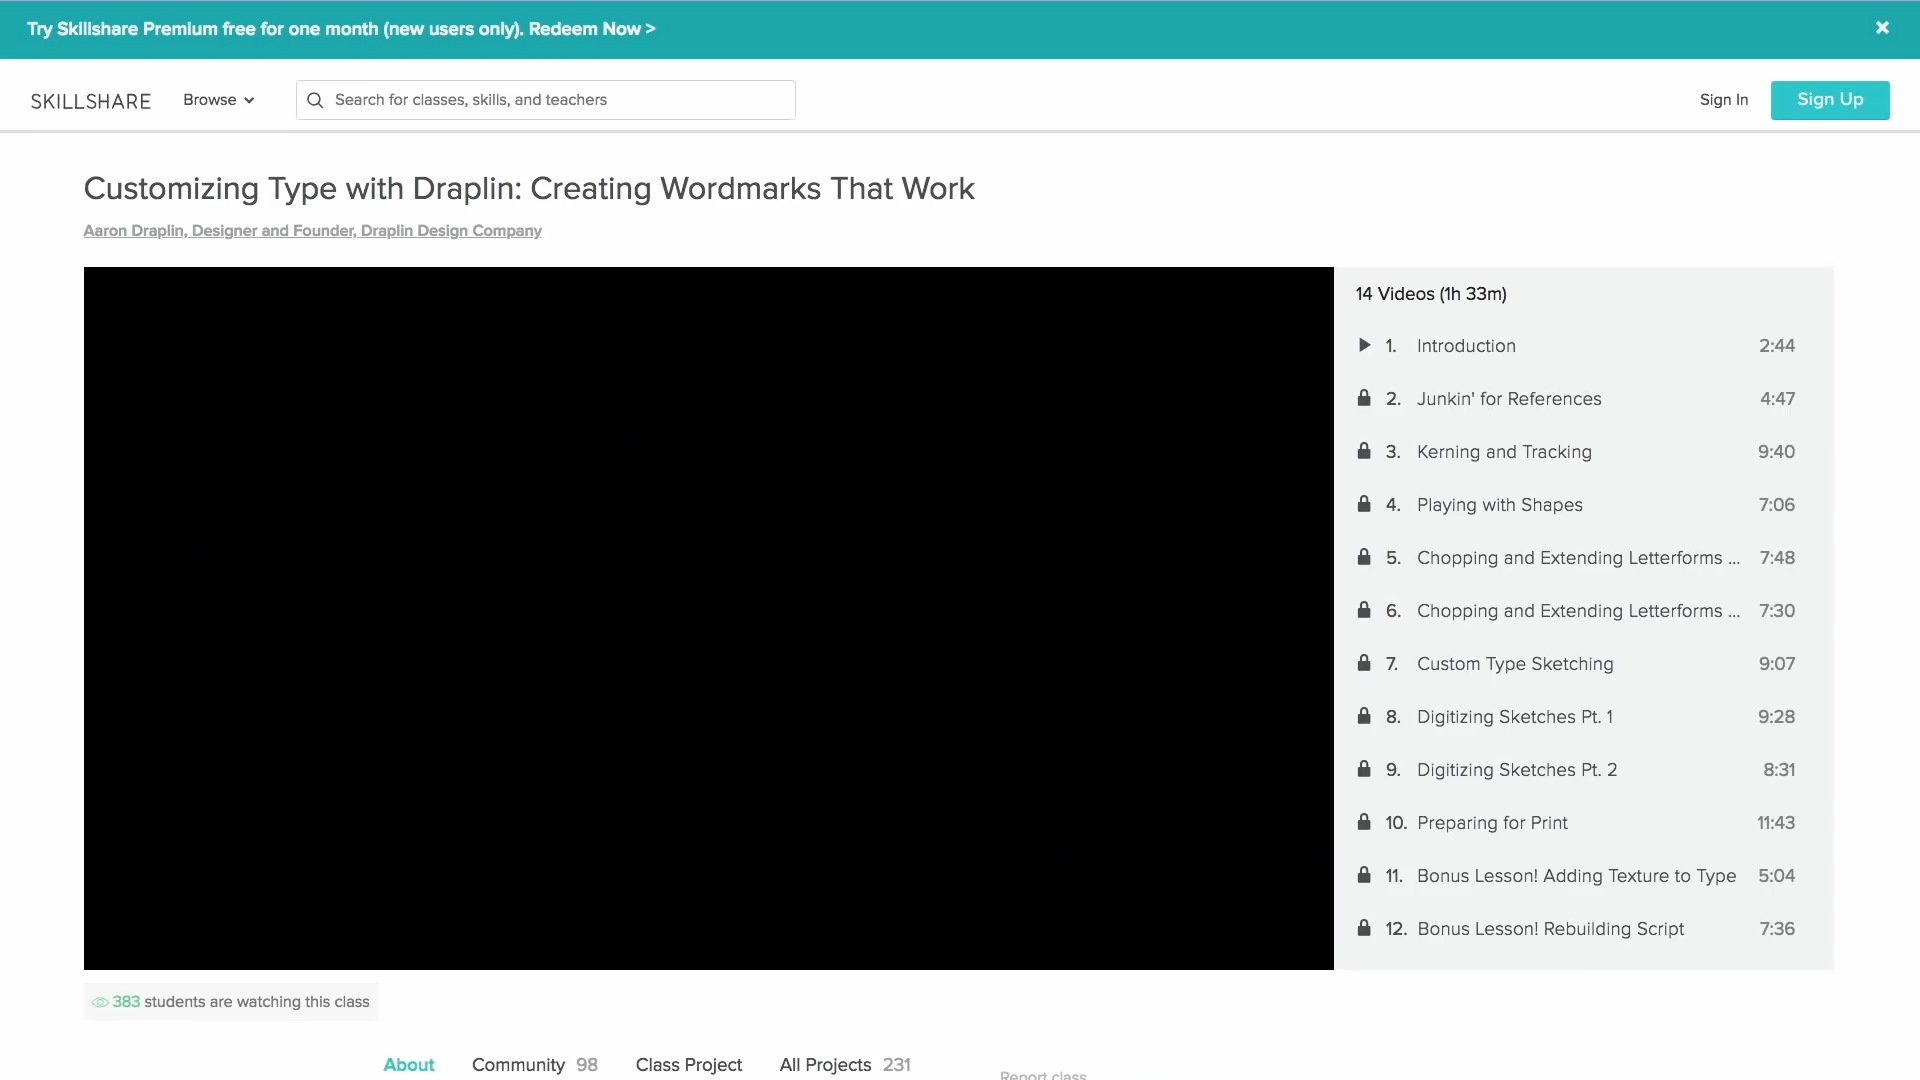 Try Skillshare Premium free for one month (new users only). Redeem Now >
SKILLSHARE
Browse
Search for classes, skills, and teachers
Sign In
Sign Up
Customizing Type with Draplin: Creating Wordmarks That Work
Aaron Draplin, Designer and Founder, Draplin Design Company
14 Videos (1h 33m)
1. Introduction 2:44
2. Junkin' for References 4:47
3. Kerning and Tracking 9:40
4. Playing with Shapes 7:06
5. Chopping and Extending Letterforms ... 7:48
6. Chopping and Extending Letterforms ... 7:30
7. Custom Type Sketching 9:07
8. Digitizing Sketches Pt. 1 9:28
9. Digitizing Sketches Pt. 2 8:31
10. Preparing for Print 11:43
11. Bonus Lesson! Adding Texture to Type 5:04
12. Bonus Lesson! Rebuilding Script 7:36
383 students are watching this class
About Community 98 Class Project All Projects 231
Report class